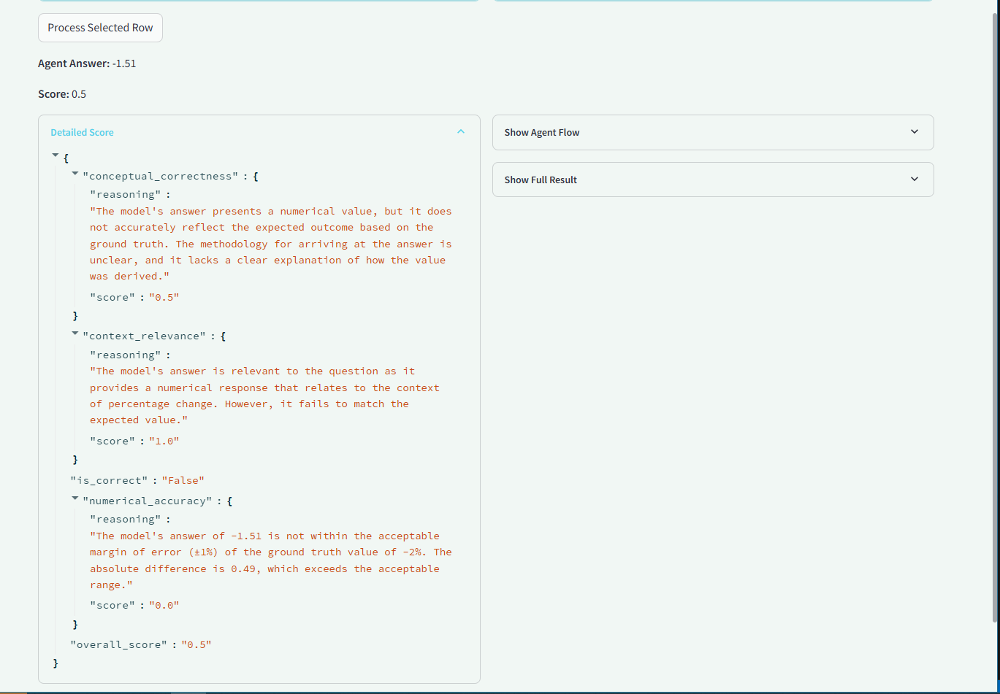 Process Selected Row
Agent Answer: -1.51
Score: 0.5
Detailed Score
{
"conceptual_correctness" : {
"reasoning" :
"The model's answer presents a numerical value, but it does
not accurately reflect the expected outcome based on the
ground truth. The methodology for arriving at the answer is
unclear, and it lacks a clear explanation of how the value
was derived."
"score" : "0.5"
}
"context_relevance" : {
"reasoning" :
"The model's answer is relevant to the question as it
provides a numerical response that relates to the context
of percentage change. However, it fails to match the
expected value."
"score" : "1.0"
}
"is_correct" : "False"
"numerical_accuracy" : {
"reasoning" :
"The model's answer of -1.51 is not within the acceptable
margin of error (±1%) of the ground truth value of -2%. The
absolute difference is 0.49, which exceeds the acceptable
range."
"score" : "0.0"
}
"overall_score" : "0.5"
}
Show Agent Flow
Show Full Result